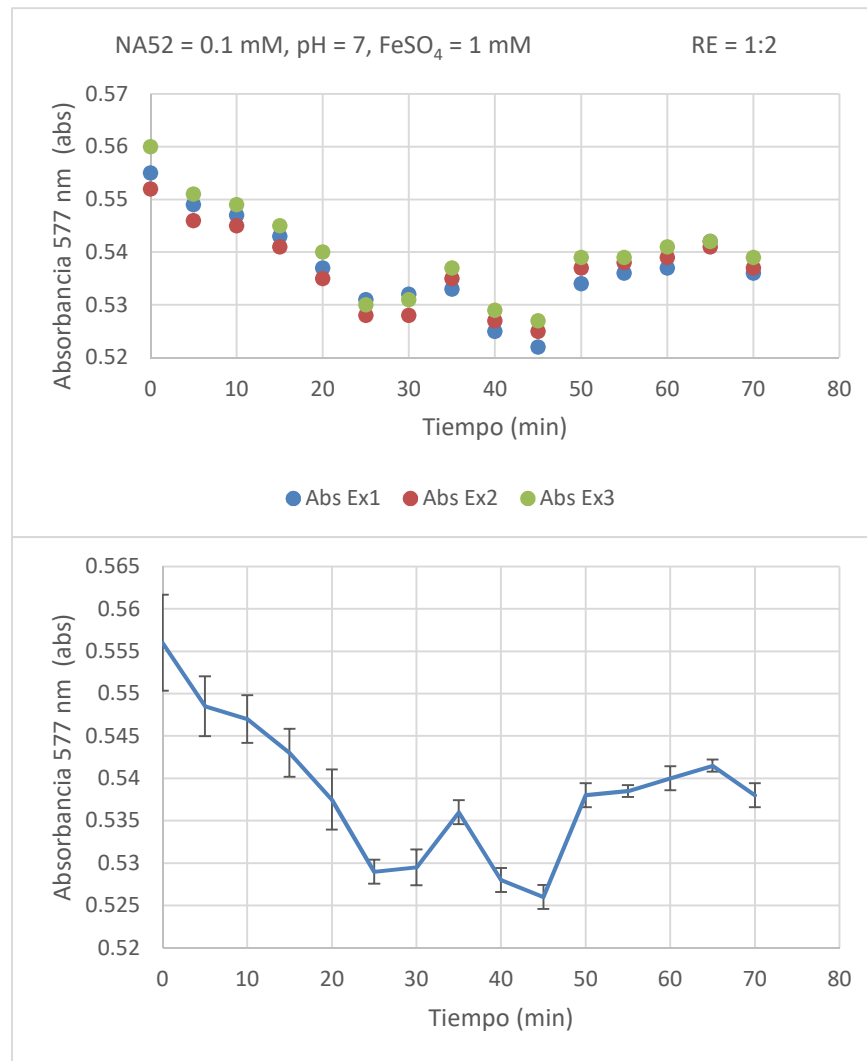 NA52 = 0.1 mM, pH = 7, FeSO₄ = 1 mM RE = 1:2
Absorbancia 577 nm (abs)
0.57
0.56
0.55
0.54
0.53
0.52
0 10 20 30 40 50 60 70 80
Tiempo (min)
Abs Ex1 Abs Ex2 Abs Ex3
Absorbancia 577 nm (abs)
0.565
0.56
0.555
0.55
0.545
0.54
0.535
0.53
0.525
0.52
0 10 20 30 40 50 60 70 80
Tiempo (min)